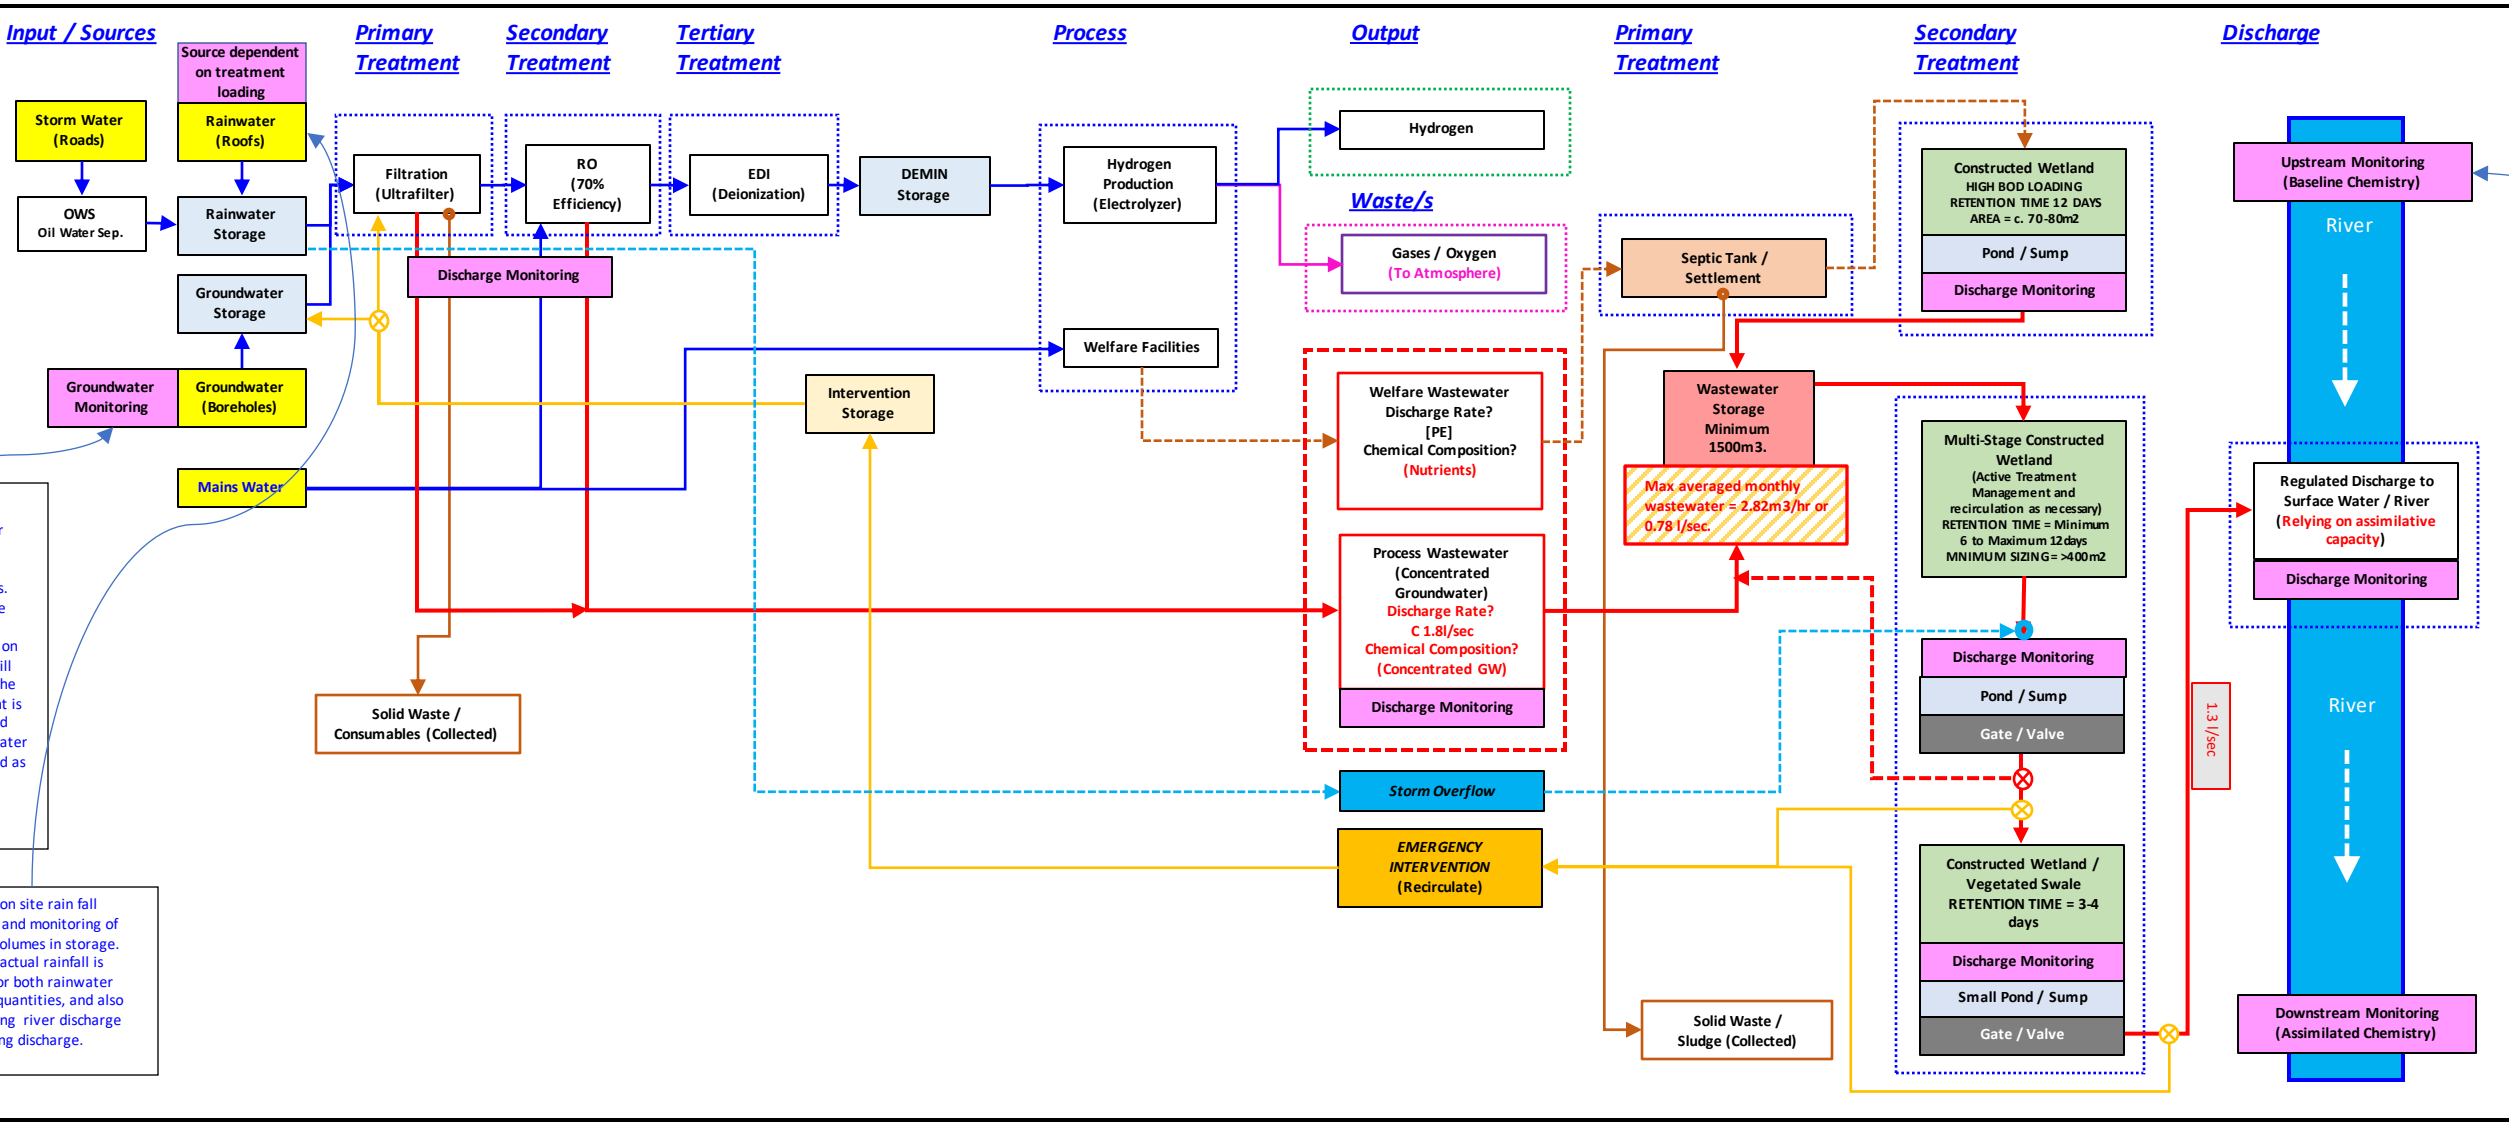 Input / Sources
Primary
Treatment
Secondary
Treatment
Tertiary
Treatment
Process
Output
Primary
Treatment
Secondary
Treatment
Discharge
Source dependent
on treatment
loading
Storm Water
(Roads)
Rainwater
(Roofs)
OWS
Oil Water Sep.
Rainwater
Storage
Groundwater
Storage
Groundwater
Monitoring
Groundwater
(Boreholes)
Mains Water
Filtration
(Ultrafilter)
RO
(70%
Efficiency)
EDI
(Deionization)
DEMIN
Storage
Discharge Monitoring
Intervention
Storage
Solid Waste /
Consumables (Collected)
Hydrogen
Production
(Electrolyzer)
Welfare Facilities
Hydrogen
Waste/s
Gases / Oxygen
(To Atmosphere)
Welfare Wastewater
Discharge Rate?
[PE]
Chemical Composition?
(Nutrients)
Process Wastewater
(Concentrated
Groundwater)
Discharge Rate?
C 1.8l/sec
Chemical Composition?
(Concentrated GW)
Discharge Monitoring
Storm Overflow
EMERGENCY
INTERVENTION
(Recirculate)
Septic Tank /
Settlement
Wastewater
Storage
Minimum
1500m3.
Max averaged monthly
wastewater = 2.82m3/hr or
0.78 l/sec.
Solid Waste /
Sludge (Collected)
Constructed Wetland
HIGH BOD LOADING
RETENTION TIME 12 DAYS
AREA = c. 70-80m2
Pond / Sump
Discharge Monitoring
Multi-Stage Constructed
Wetland
(Active Treatment
Management and
recirculation as necessary)
RETENTION TIME = Minimum
6 to Maximum 12days
MNIMUM SIZING= >400m2
Discharge Monitoring
Pond / Sump
Gate / Valve
Constructed Wetland /
Vegetated Swale
RETENTION TIME = 3-4
days
Discharge Monitoring
Small Pond / Sump
Gate / Valve
1.3 l/sec
Upstream Monitoring
(Baseline Chemistry)
River
Regulated Discharge to
Surface Water / River
(Relying on assimilative
capacity)
Discharge Monitoring
River
Downstream Monitoring
(Assimilated Chemistry)
r
s.
e
on
ill
he
t is
d
ater
d as
on site rain fall
and monitoring of
olumes in storage.
actual rainfall is
or both rainwater
quantities, and also
ng river discharge
ng discharge.